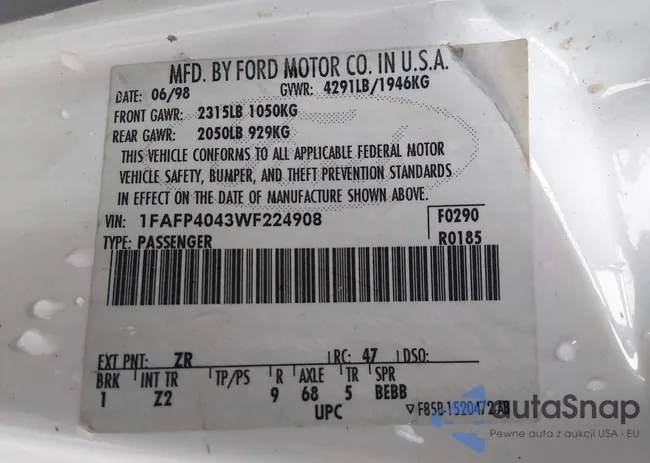 MFD. BY FORD MOTOR CO. IN U.S.A.
DATE: 06/98 GVWR: 4291LB/1946KG
FRONT GAWR: 2315LB 1050KG
REAR GAWR: 2050LB 929KG
THIS VEHICLE CONFORMS TO ALL APPLICABLE FEDERAL MOTOR
VEHICLE SAFETY, BUMPER, AND THEFT PREVENTION STANDARDS
IN EFFECT ON THE DATE OF MANUFACTURE SHOWN ABOVE.
VIN: 1FAFP4043WF224908 F0290
TYPE: PASSENGER R0185
EXT PNT: ZR RC: 47 DSO:
BRK INT TR TP/PS R AXLE TR SPR
1 Z2 9 68 5 BEBB
UPC ▽ F85B-1520472-AB
autoSnap
Pewne auta z aukcji USA i EU